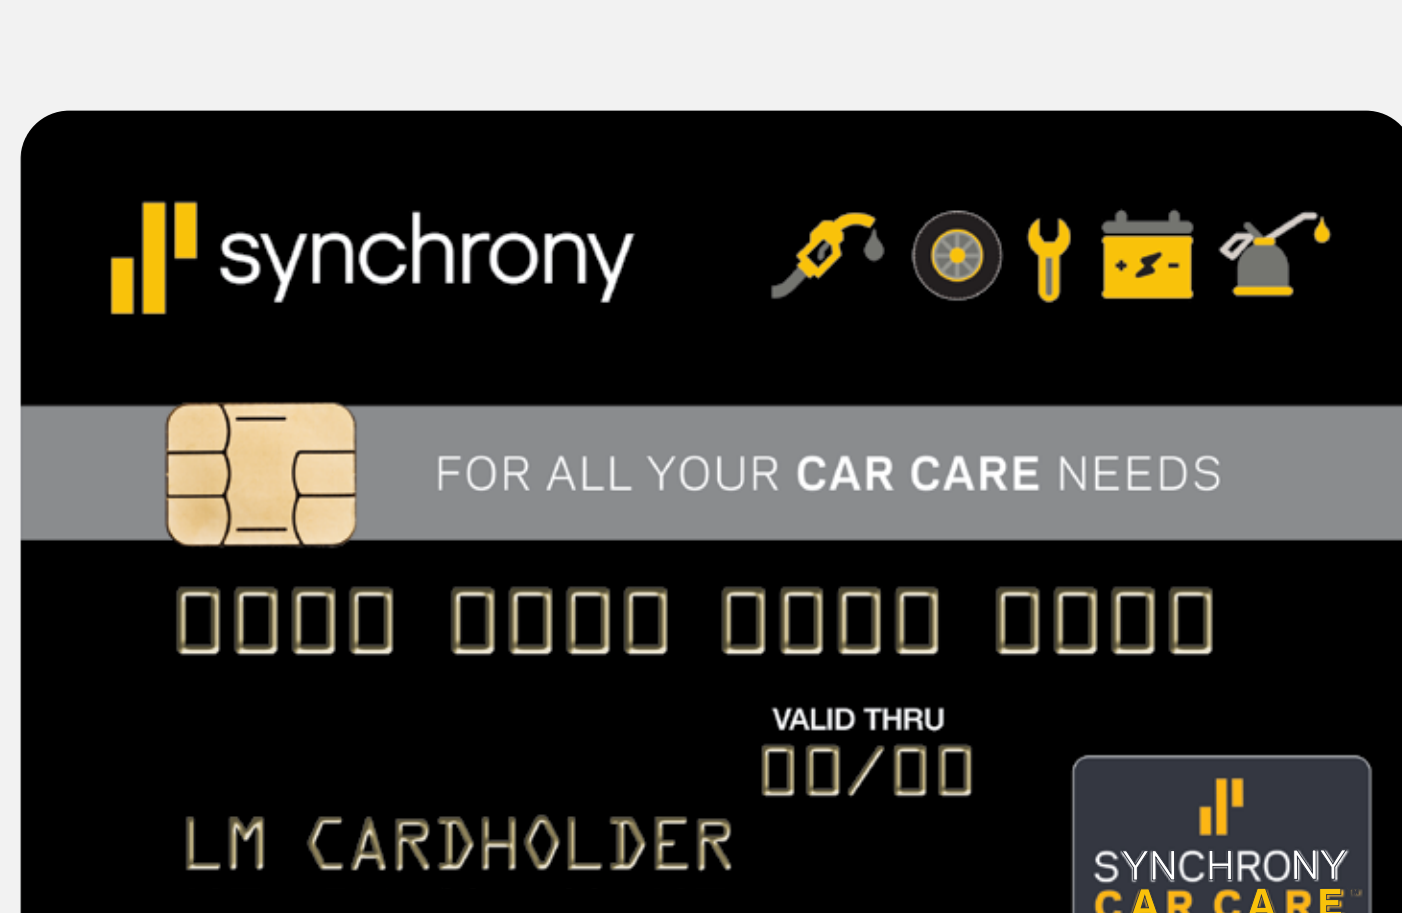 synchrony
FOR ALL YOUR CAR CARE NEEDS
0000 0000 0000 0000
VALID THRU
00/00
LM CARDHOLDER
SYNCHRONY
CAR CARE™